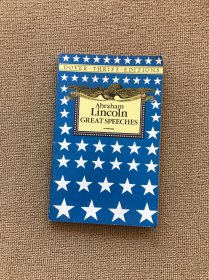 DOVER · THRIFT · EDITIONS
Abraham
Lincoln
GREAT SPEECHES